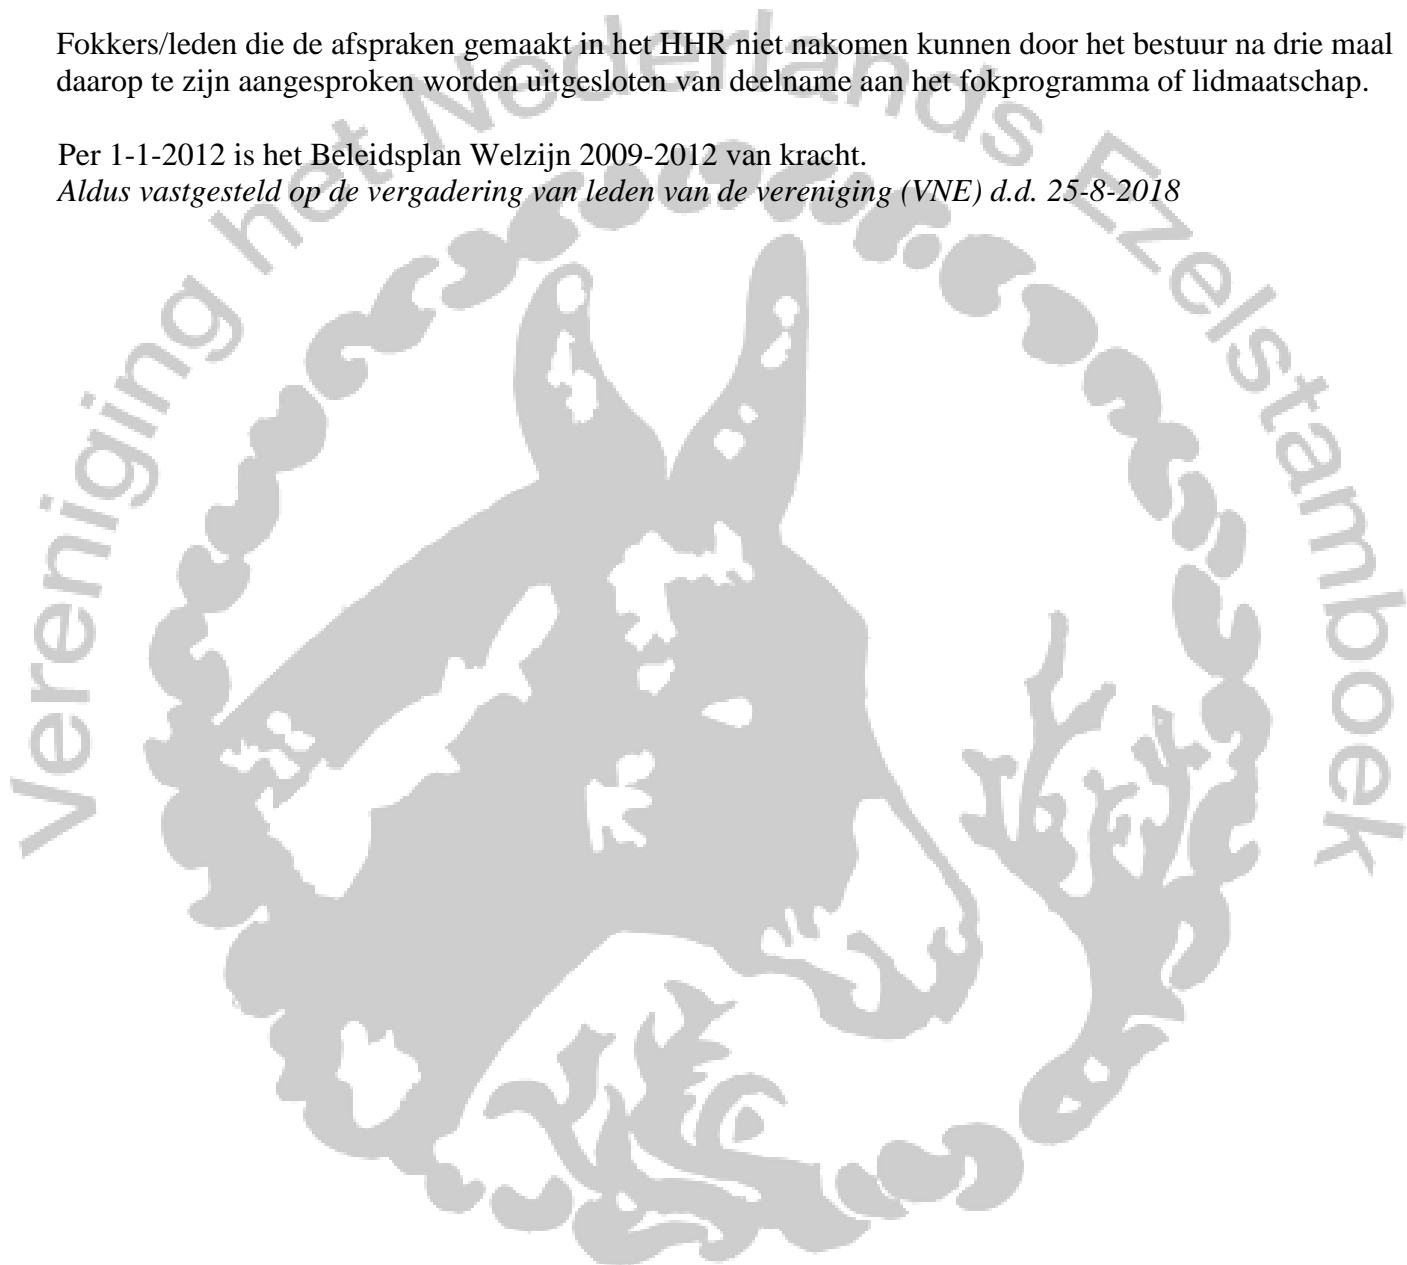 Fokkers/leden die de afspraken gemaakt in het HHR niet nakomen kunnen door het bestuur na drie maal
daarop te zijn aangesproken worden uitgesloten van deelname aan het fokprogramma of lidmaatschap.
Per 1-1-2012 is het Beleidsplan Welzijn 2009-2012 van kracht.
Aldus vastgesteld op de vergadering van leden van de vereniging (VNE) d.d. 25-8-2018
Vereniging het Nederlands Ezelstamboek